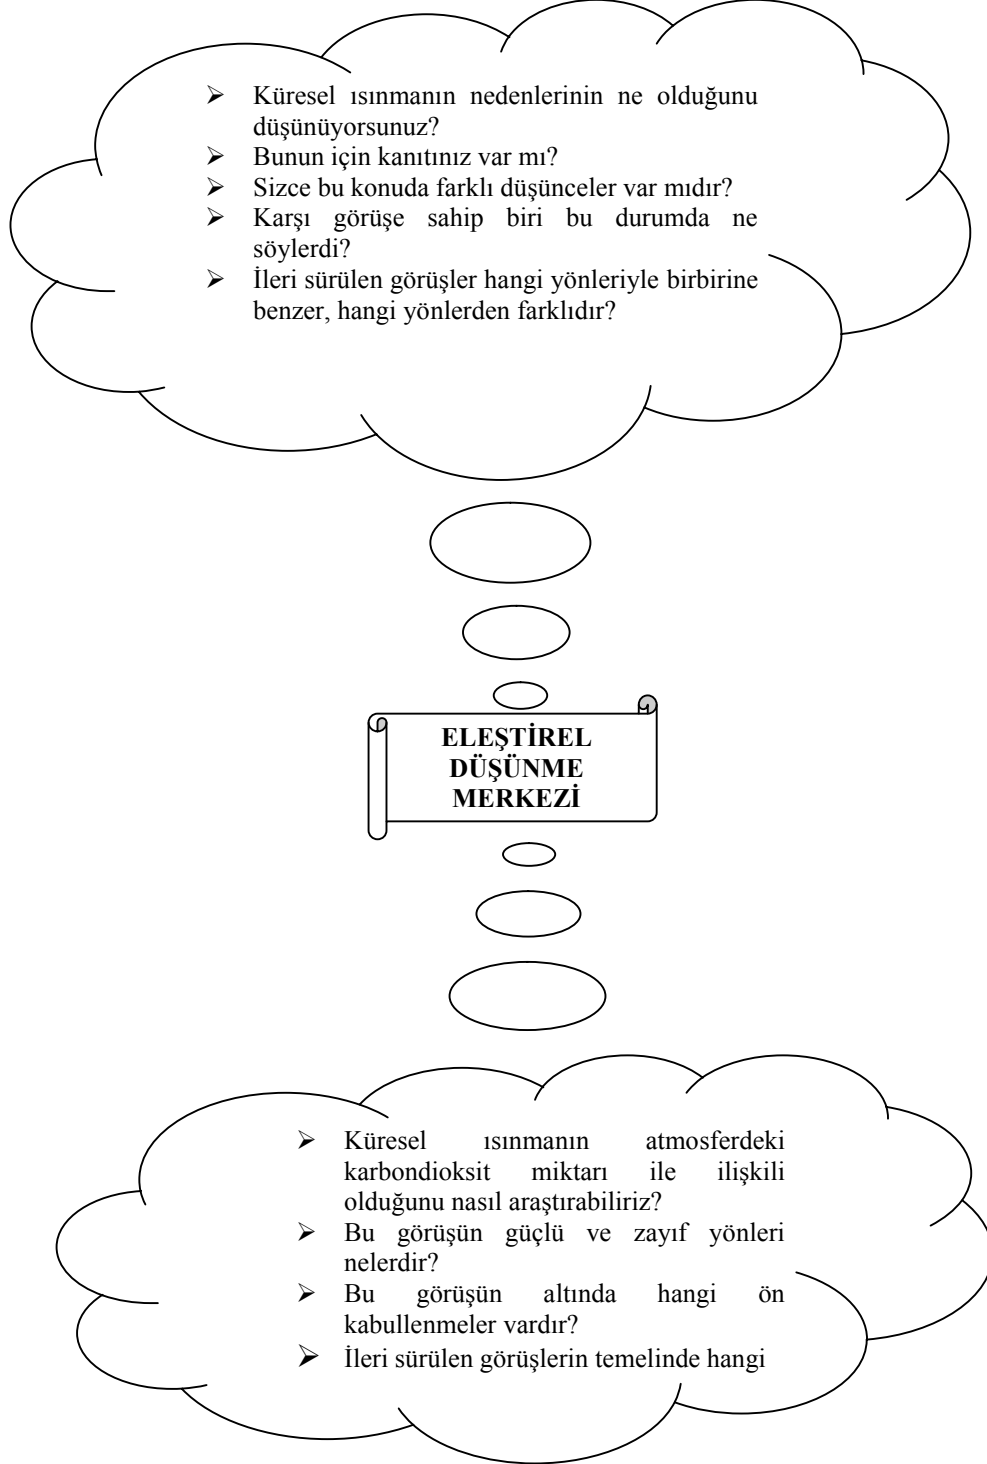 ➢ Küresel ısınmanın nedenlerinin ne olduğunu
düşünüyorsunuz?
➢ Bunun için kanıtınız var mı?
➢ Sizce bu konuda farklı düşünceler var mıdır?
➢ Karşı görüşe sahip biri bu durumda ne
söylerdi?
➢ İleri sürülen görüşler hangi yönleriyle birbirine
benzer, hangi yönlerden farklıdır?
ELEŞTİREL
DÜŞÜNME
MERKEZİ
➢ Küresel ısınmanın atmosferdeki
karbondioksit miktarı ile ilişkili
olduğunu nasıl araştırabiliriz?
➢ Bu görüşün güçlü ve zayıf yönleri
nelerdir?
➢ Bu görüşün altında hangi ön
kabullenmeler vardır?
➢ İleri sürülen görüşlerin temelinde hangi